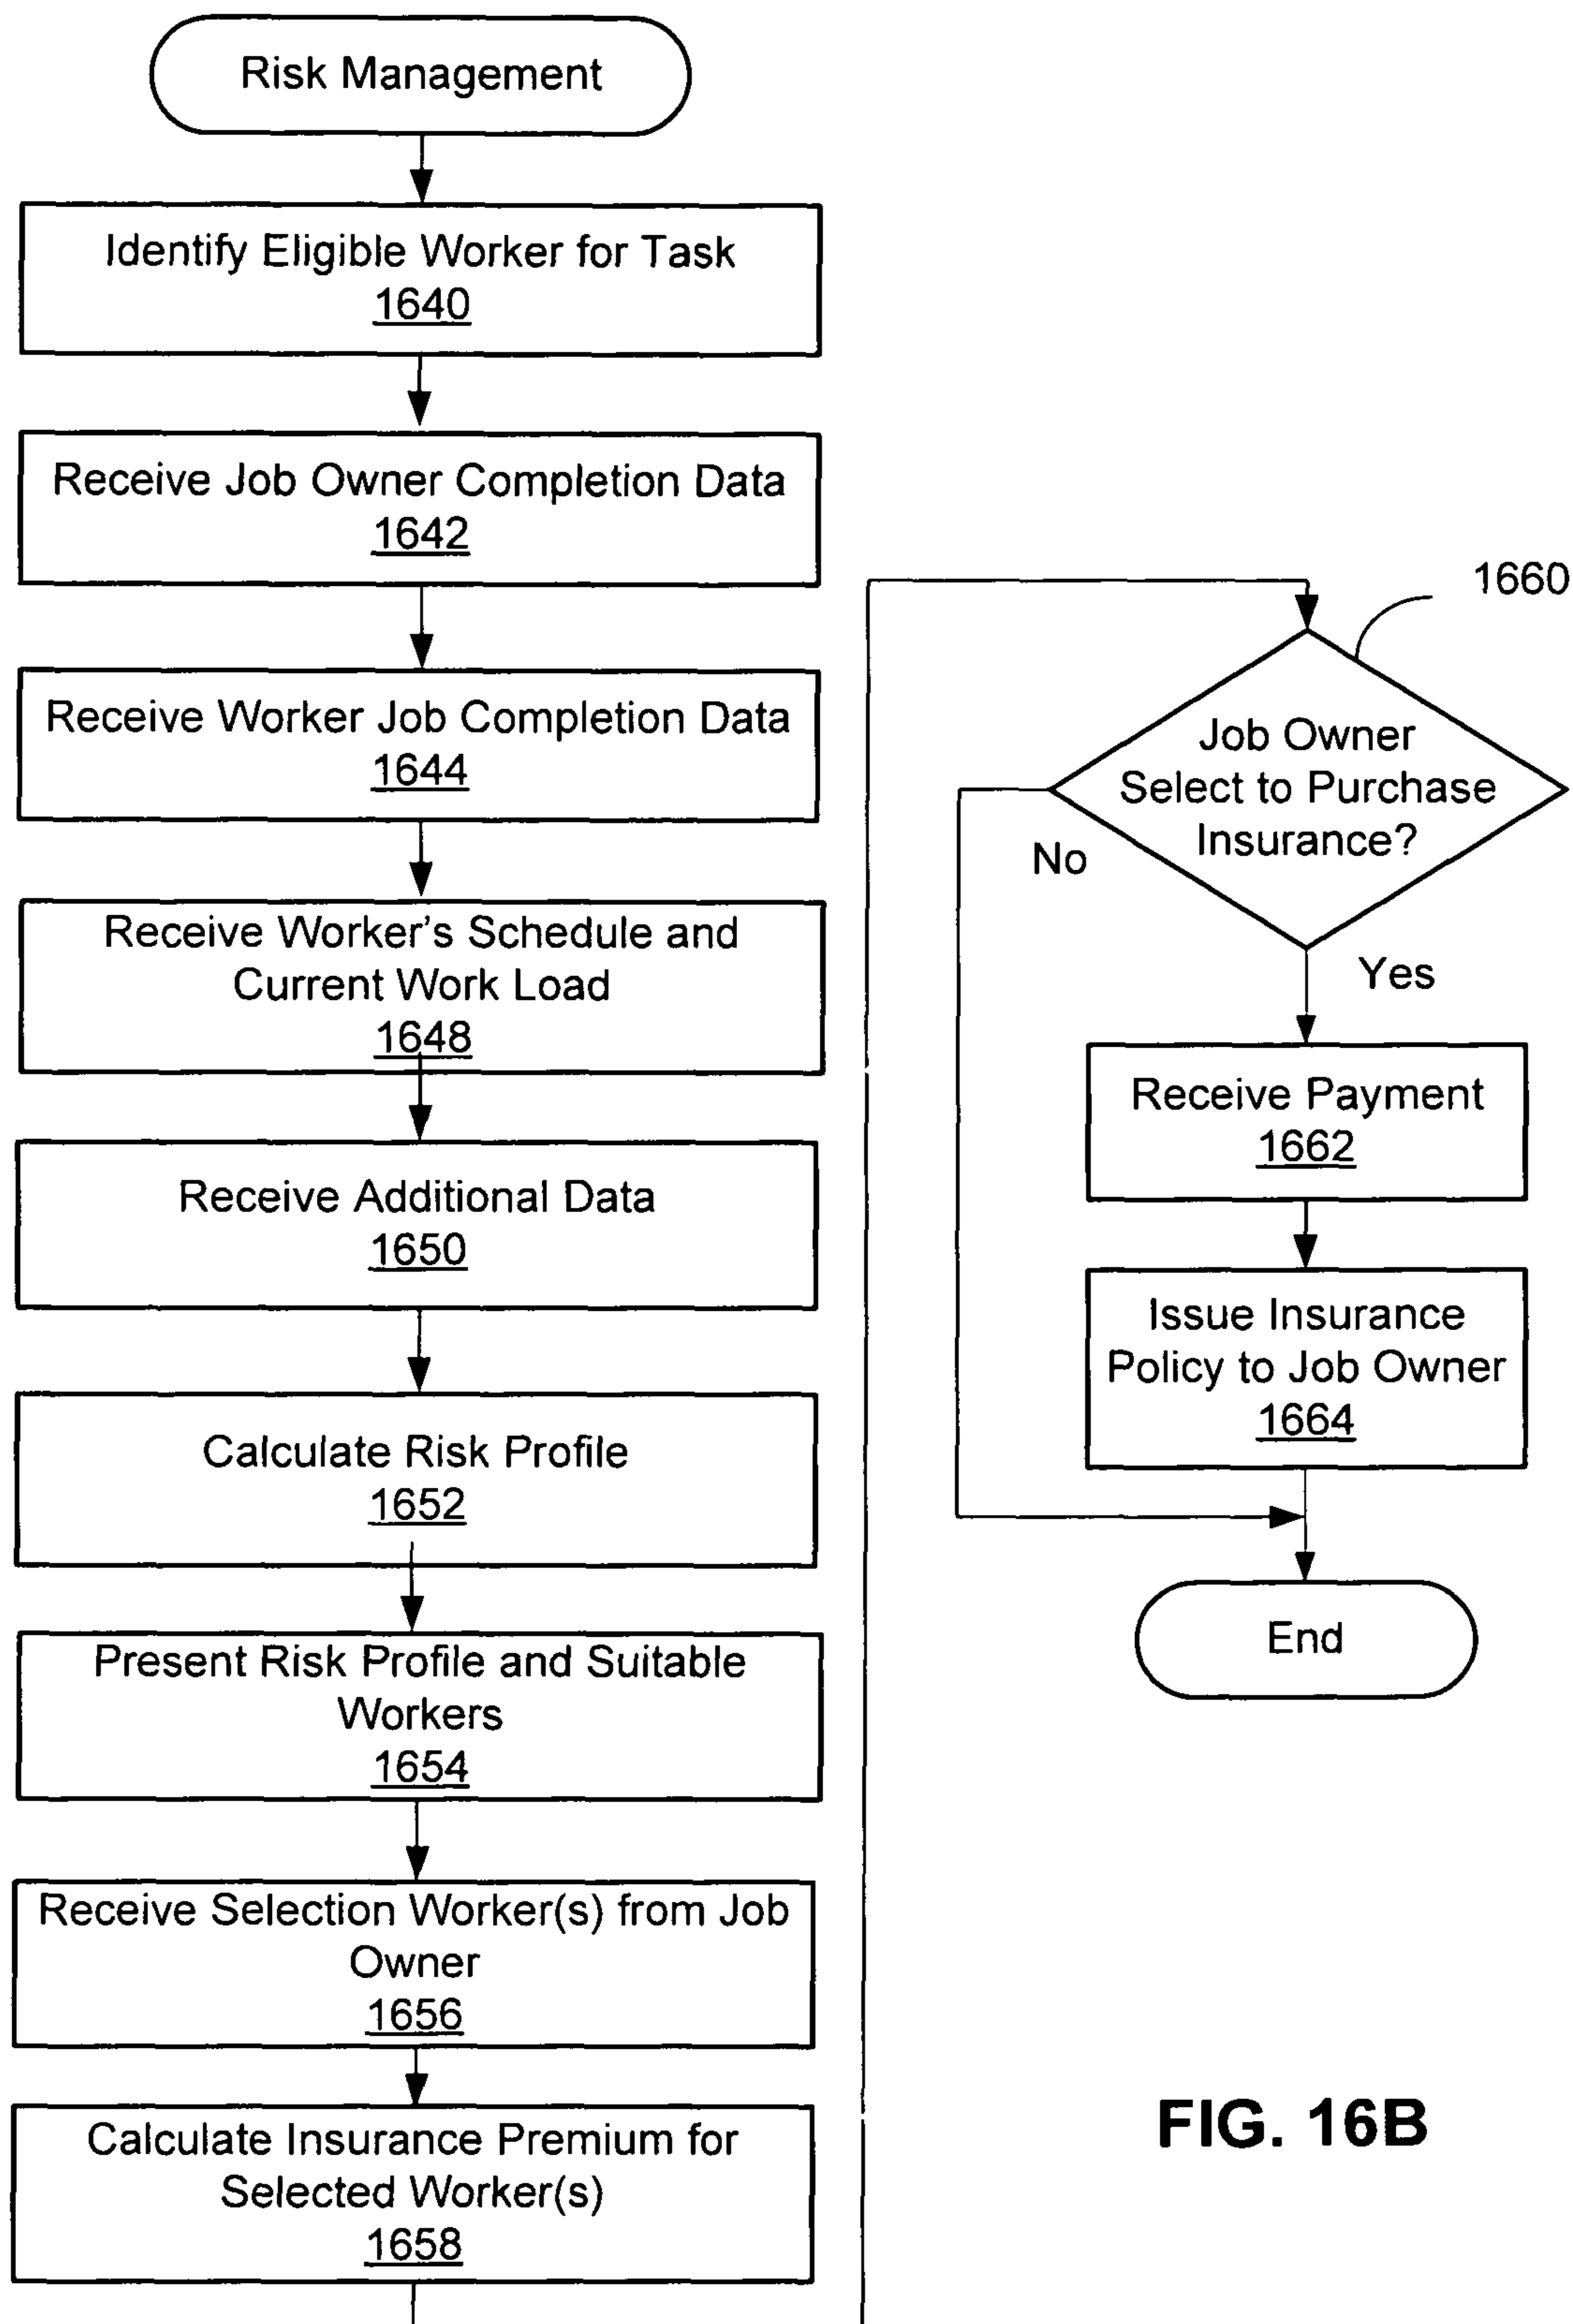 Risk Management
Identify Eligible Worker for Task
1640
Receive Job Owner Completion Data
1642
Receive Worker Job Completion Data
1644
Receive Worker's Schedule and
Current Work Load
1648
Receive Additional Data
1650
Calculate Risk Profile
1652
Present Risk Profile and Suitable
Workers
1654
Receive Selection Worker(s) from Job
Owner
1656
Calculate Insurance Premium for
Selected Worker(s)
1658
1660
Job Owner
Select to Purchase
Insurance?
No
Yes
Receive Payment
1662
Issue Insurance
Policy to Job Owner
1664
End
FIG. 16B